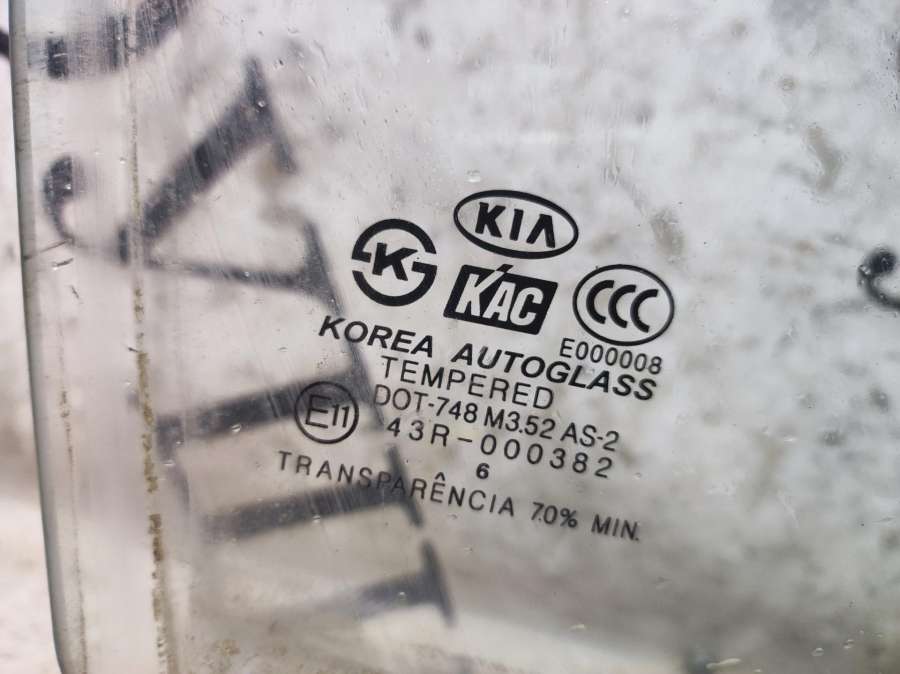 KIA
K
KAC
CCC
E000008
KOREA AUTOGLASS
TEMPERED
DOT-748 M3.52 AS-2
E11
43R-000382
6
TRANSPARÊNCIA 70% MIN.